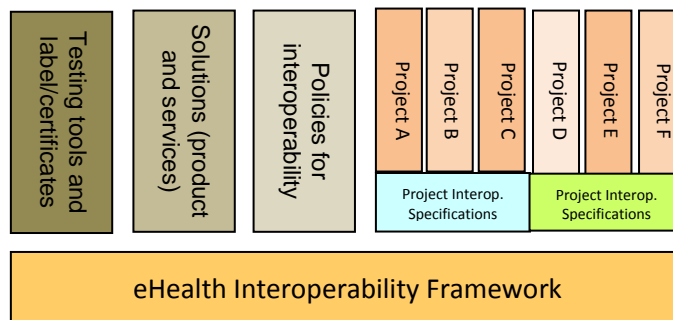 Testing tools and
label/certificates
Solutions (product
and services)
Policies for
interoperability
Project A
Project B
Project C
Project D
Project E
Project F
Project Interop.
Specifications
Project Interop.
Specifications
eHealth Interoperability Framework